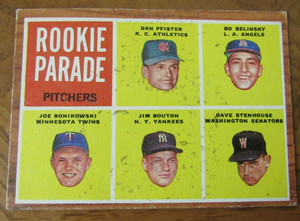 ROOKIE
PARADE
PITCHERS
DAN PFISTER
K. C. ATHLETICS
BO BELINSKY
L. A. ANGELS
JOE BONIKOWSKI
MINNESOTA TWINS
JIM BOUTON
N. Y. YANKEES
DAVE STENHOUSE
WASHINGTON SENATORS